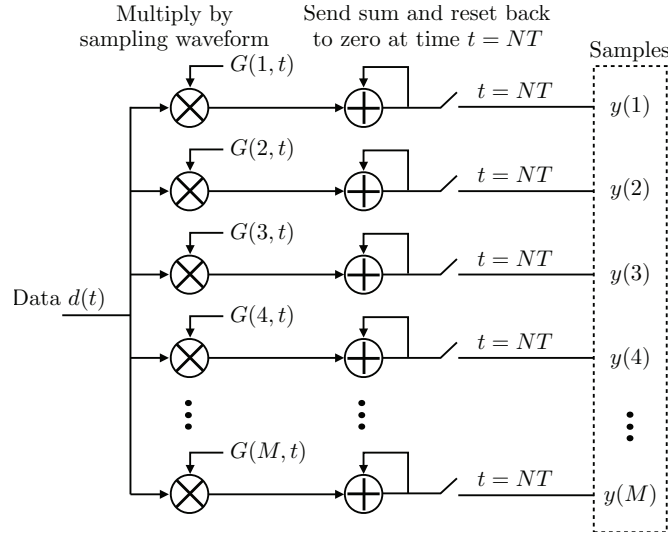 Multiply by
sampling waveform
Send sum and reset back
to zero at time t = NT
Samples
G(1, t)
t = NT
y(1)
G(2, t)
t = NT
y(2)
G(3, t)
t = NT
y(3)
Data d(t)
G(4, t)
t = NT
y(4)
G(M, t)
t = NT
y(M)